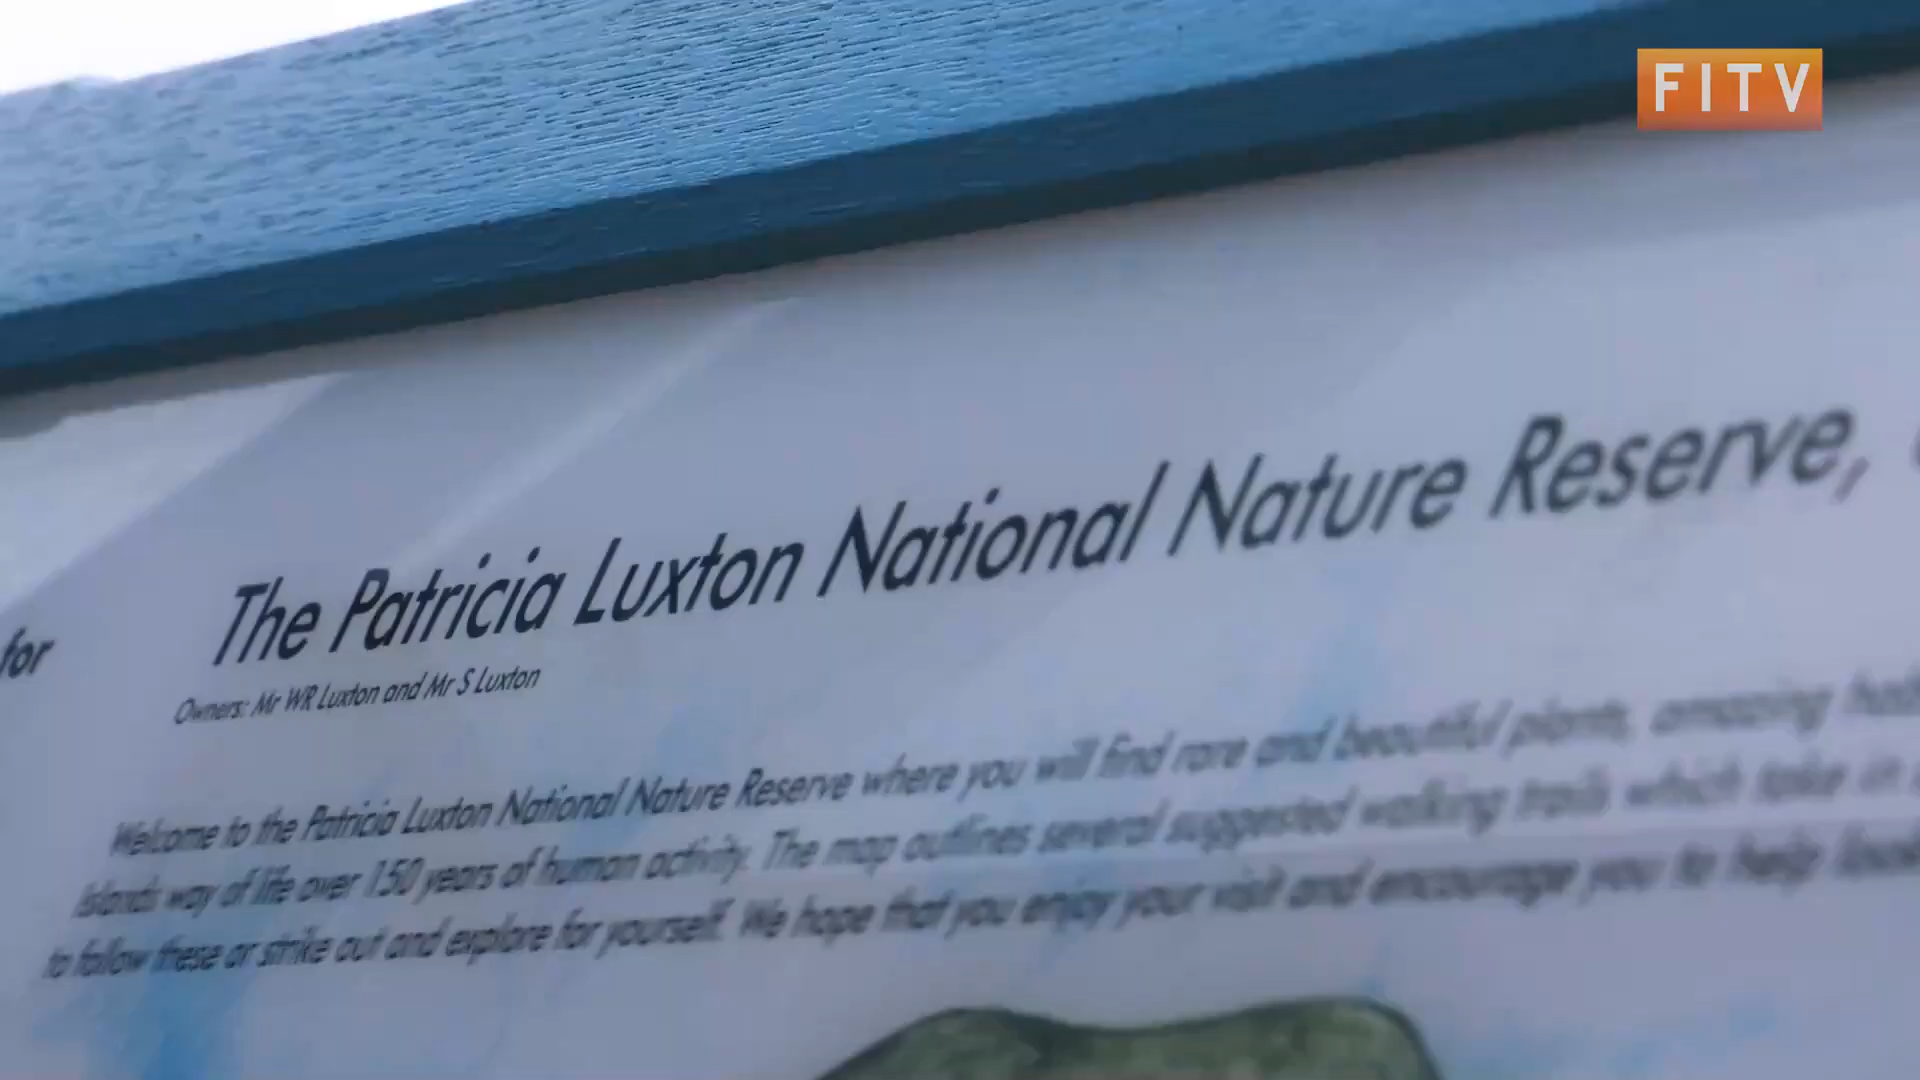 FITV
The Patricia Luxton National Nature Reserve,
for
Owners: Mr WR Luxton and Mr S Luxton
Welcome to the Patricia Luxton National Nature Reserve where you will find rare and beautiful plants, amazing
Islands way of life over 150 years of human activity. The map outlines several suggested walking trails which take in
to follow these or strike out and explore for yourself. We hope that you enjoy your visit and encourage you to help